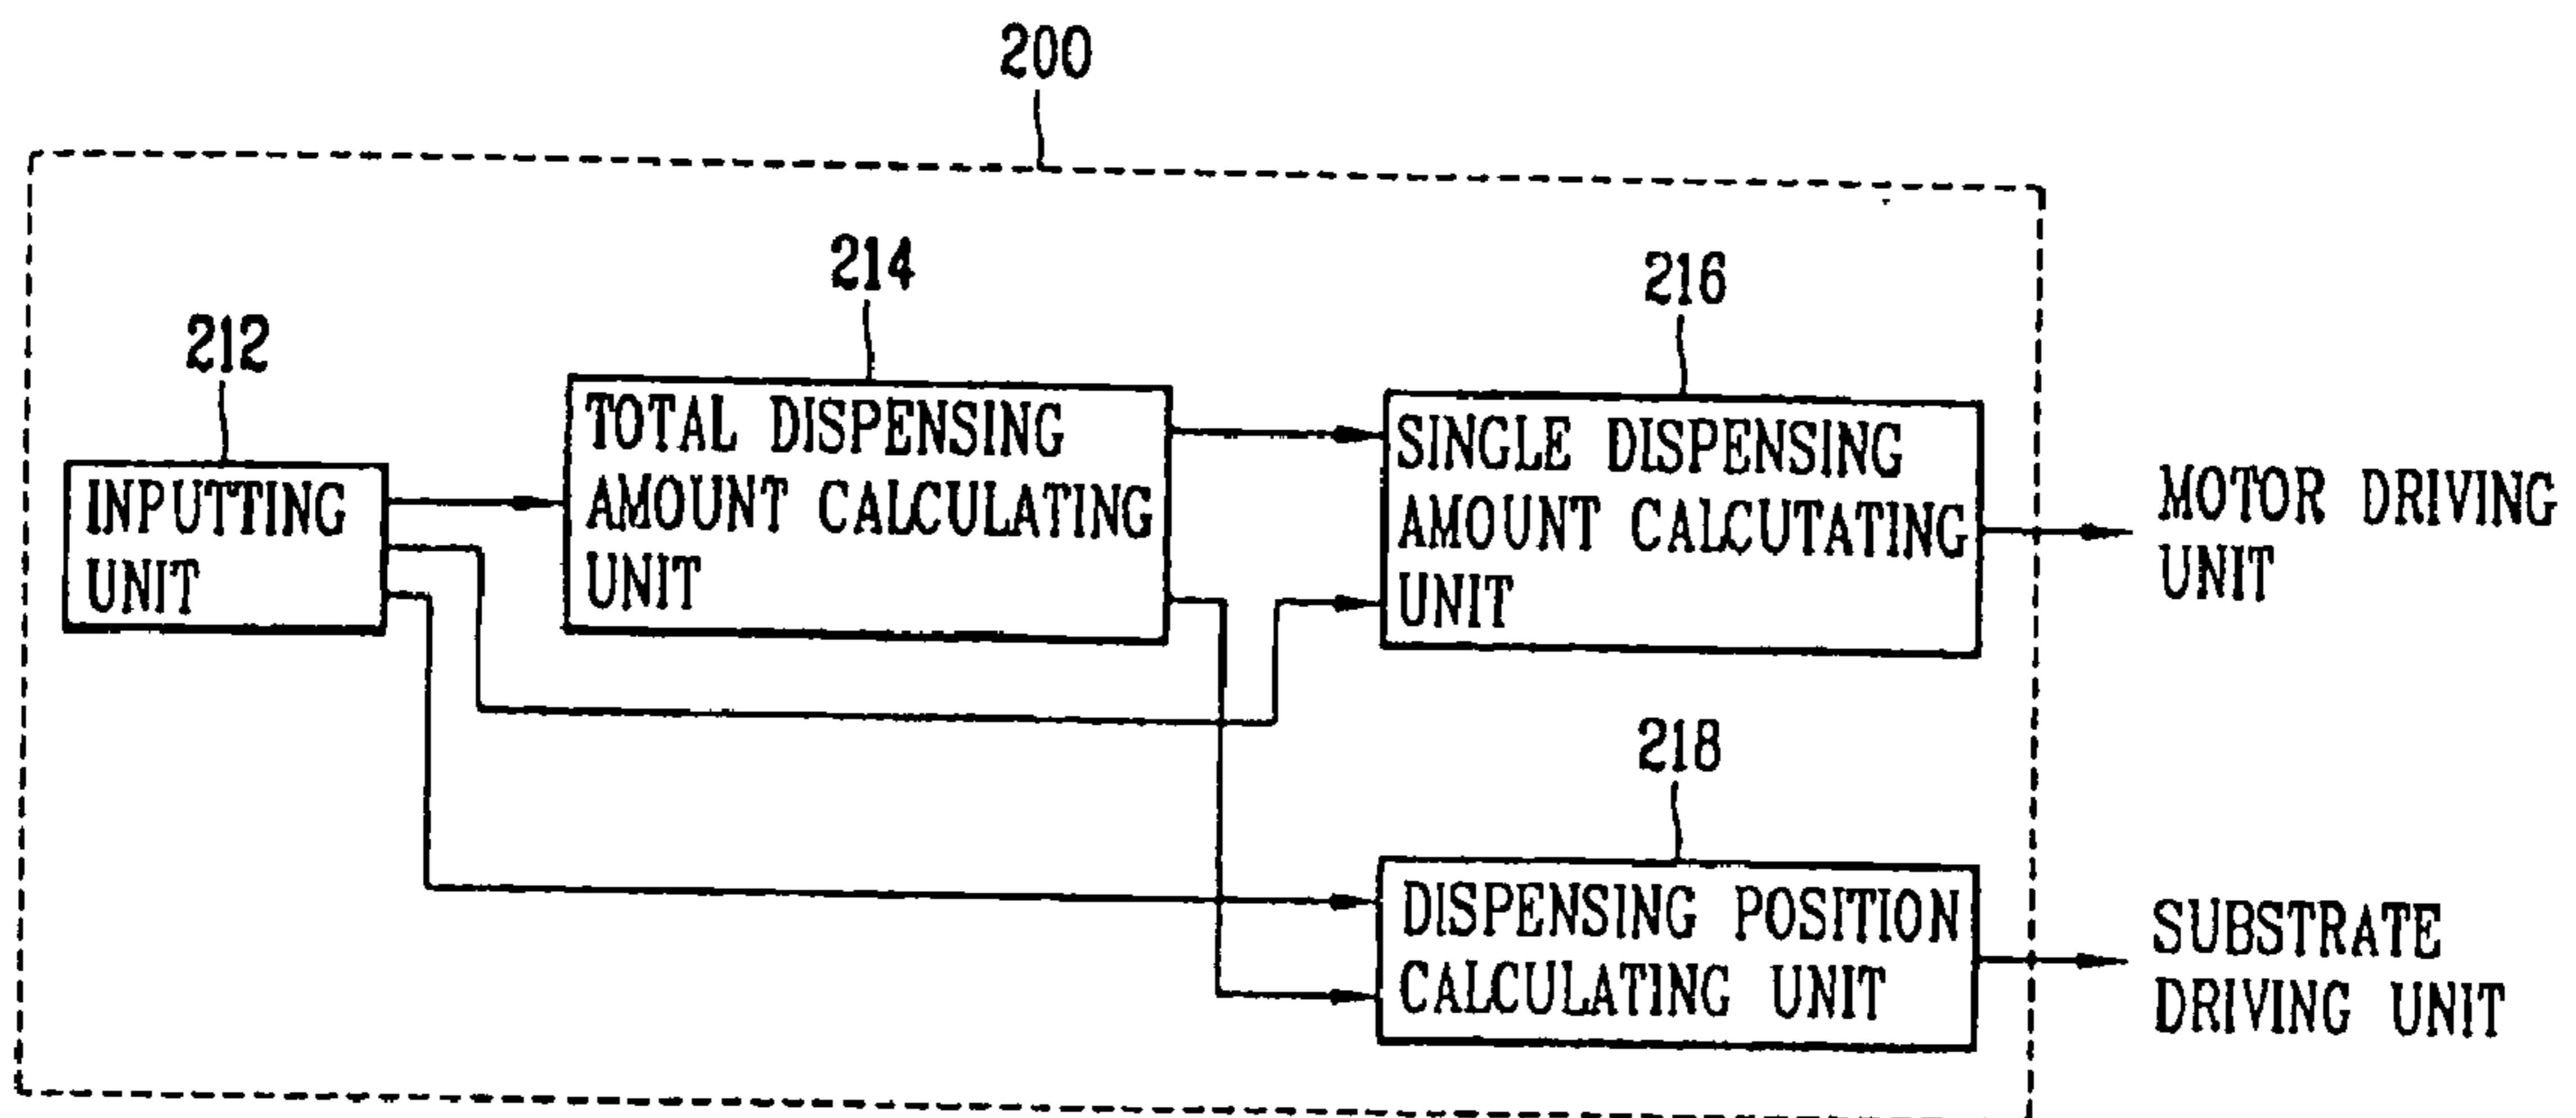 200
212
214
216
INPUTTING
UNIT
TOTAL DISPENSING
AMOUNT CALCULATING
UNIT
SINGLE DISPENSING
AMOUNT CALCUTATING
UNIT
MOTOR DRIVING
UNIT
218
DISPENSING POSITION
CALCULATING UNIT
SUBSTRATE
DRIVING UNIT